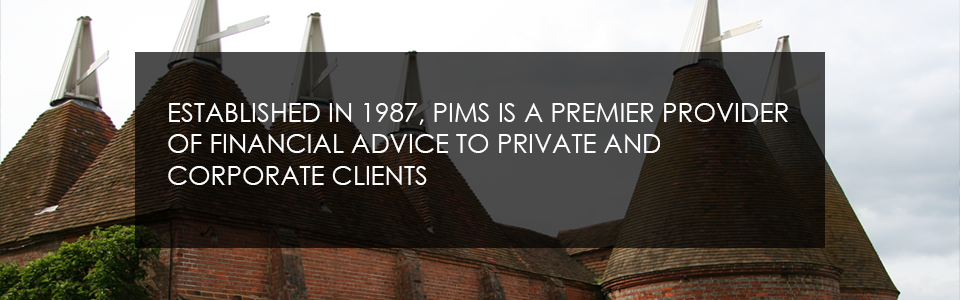 ESTABLISHED IN 1987, PIMS IS A PREMIER PROVIDER
OF FINANCIAL ADVICE TO PRIVATE AND
CORPORATE CLIENTS